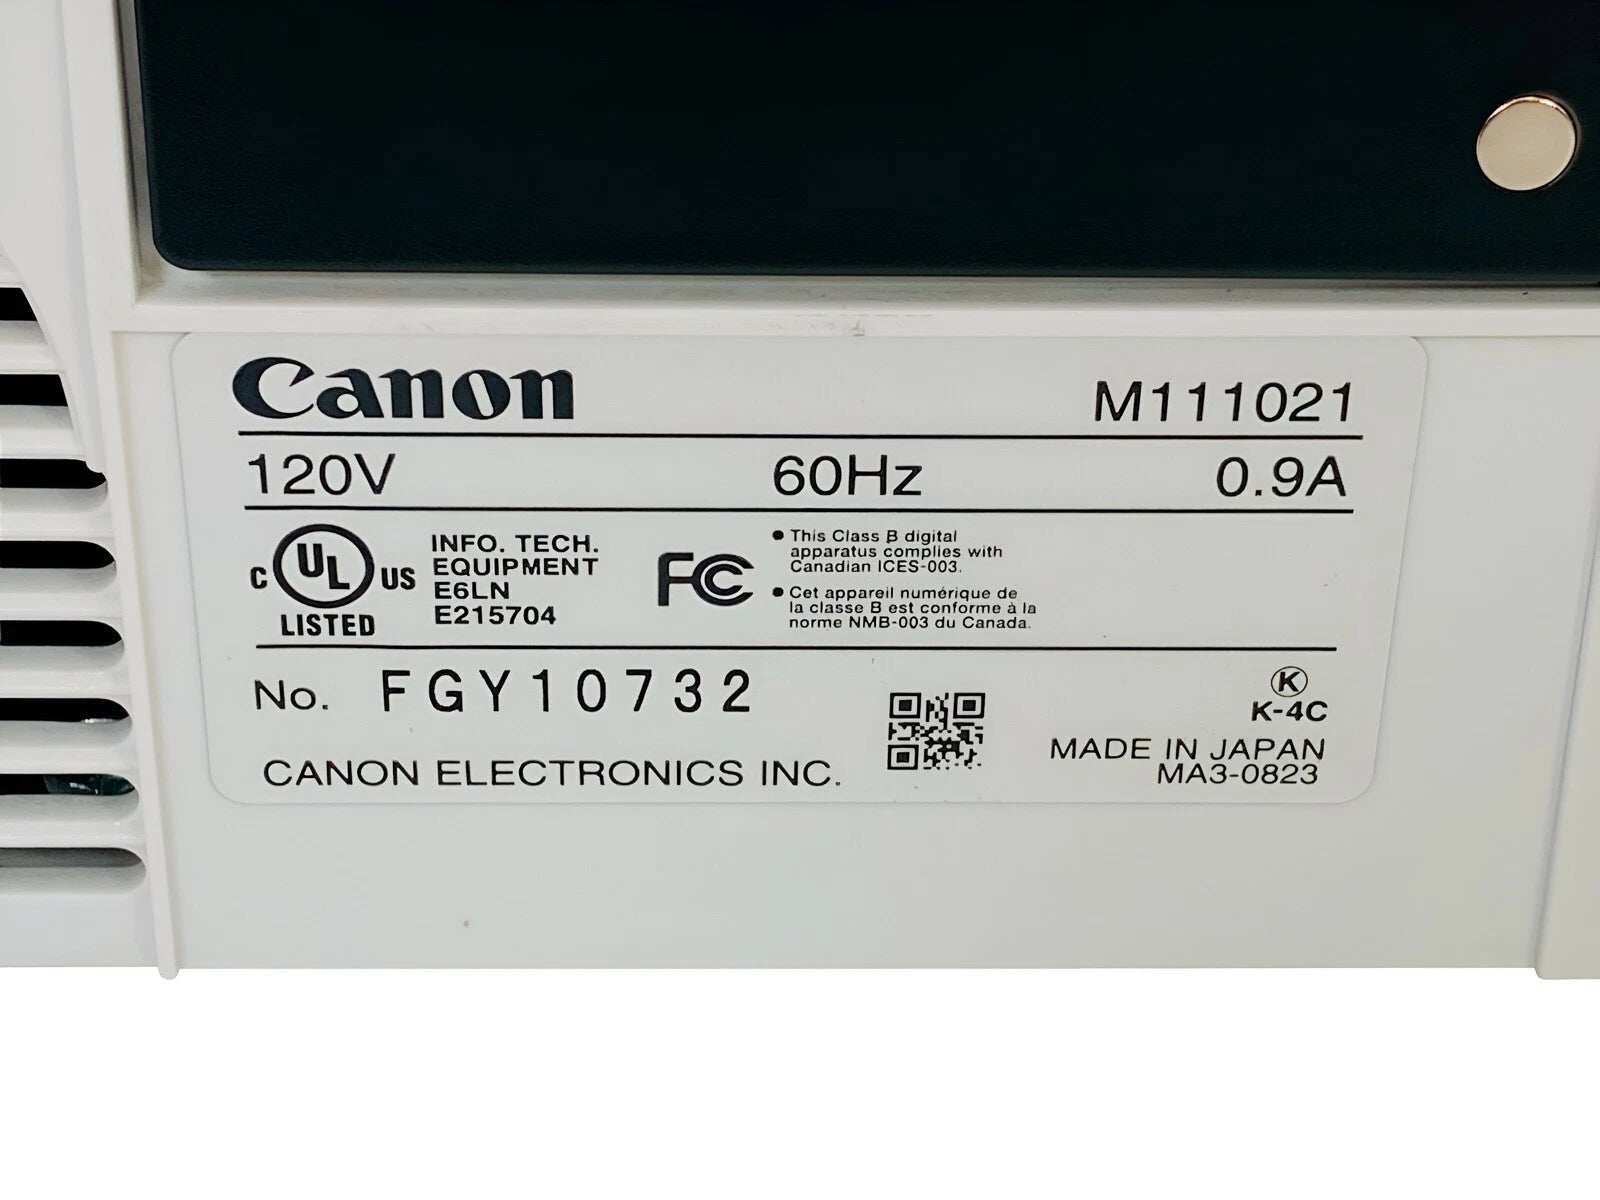 Canon M111021
120V 60Hz 0.9A
C UL US LISTED
INFO. TECH.
EQUIPMENT
E6LN
E215704
FC
• This Class B digital
apparatus complies with
Canadian ICES-003.
• Cet appareil numérique de
la classe B est conforme à la
norme NMB-003 du Canada.
No. FGY10732
K
K-4C
CANON ELECTRONICS INC.
MADE IN JAPAN
MA3-0823